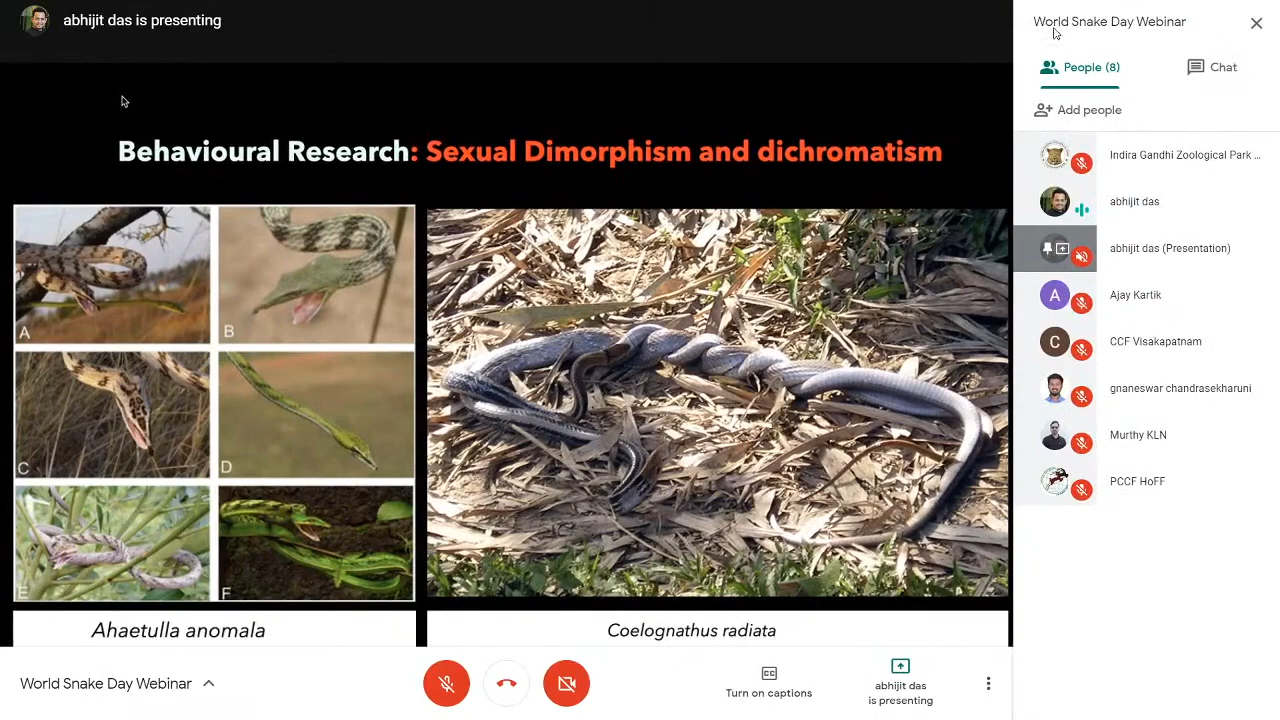 abhijit das is presenting
Behavioural Research: Sexual Dimorphism and dichromatism
A
B
C
D
E
F
Ahaetulla anomala
Coelognathus radiata
World Snake Day Webinar
Turn on captions
abhijit das
is presenting
World Snake Day Webinar
People (8)
Chat
Add people
Indira Gandhi Zoological Park ...
abhijit das
abhijit das (Presentation)
A
Ajay Kartik
C
CCF Visakapatnam
gnaneswar chandrasekharuni
Murthy KLN
PCCF HoFF